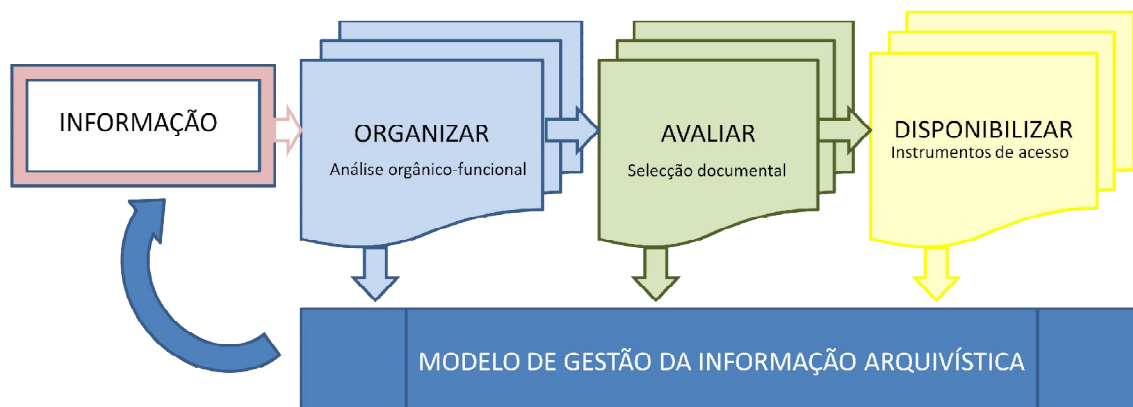 INFORMAÇÃO
ORGANIZAR
Análise orgânico-funcional
AVALIAR
Selecção documental
DISPONIBILIZAR
Instrumentos de acesso
MODELO DE GESTÃO DA INFORMAÇÃO ARQUIVÍSTICA